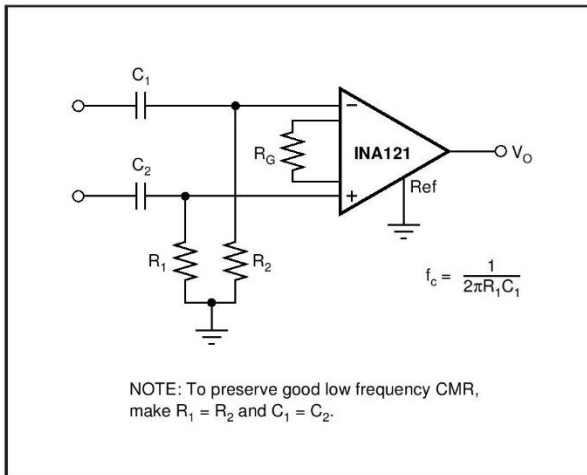 C1
C2
−
RG
INA121
VO
+
Ref
R1
R2
fc = 1 / 2πR1C1
NOTE: To preserve good low frequency CMR,
make R1 = R2 and C1 = C2.